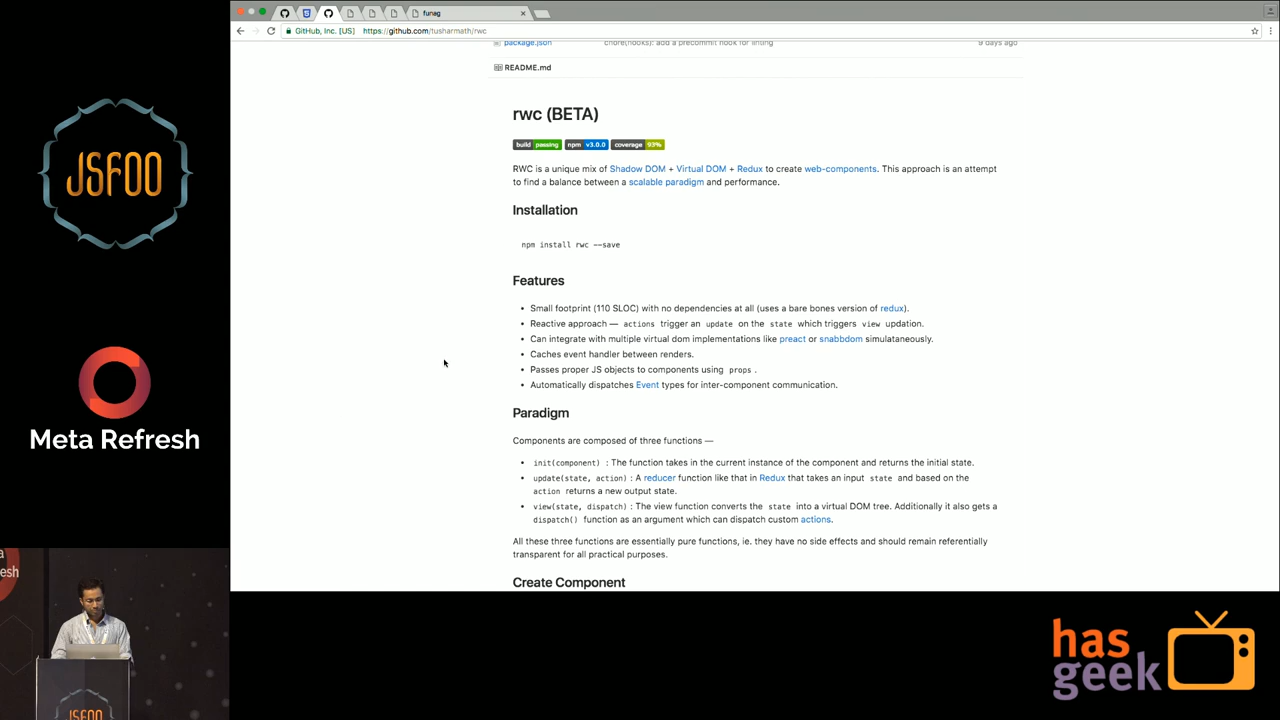 funag
GitHub, Inc. [US] https://github.com/tusharmath/rwc
package.json chore(hooks): add a precommit hook for linting 9 days ago
README.md
rwc (BETA)
build passing npm v3.0.0 coverage 93%
RWC is a unique mix of Shadow DOM + Virtual DOM + Redux to create web-components. This approach is an attempt
to find a balance between a scalable paradigm and performance.
Installation
npm install rwc --save
Features
• Small footprint (110 SLOC) with no dependencies at all (uses a bare bones version of redux).
• Reactive approach — actions trigger an update on the state which triggers view updation.
• Can integrate with multiple virtual dom implementations like preact or snabbdom simulataneously.
• Caches event handler between renders.
• Passes proper JS objects to components using props .
• Automatically dispatches Event types for inter-component communication.
Paradigm
Components are composed of three functions —
• init(component) : The function takes in the current instance of the component and returns the initial state.
• update(state, action) : A reducer function like that in Redux that takes an input state and based on the
action returns a new output state.
• view(state, dispatch) : The view function converts the state into a virtual DOM tree. Additionally it also gets a
dispatch() function as an argument which can dispatch custom actions.
All these three functions are essentially pure functions, ie. they have no side effects and should remain referentially
transparent for all practical purposes.
Create Component
JSFOO
Meta Refresh
esh
JSFOO
has
geek